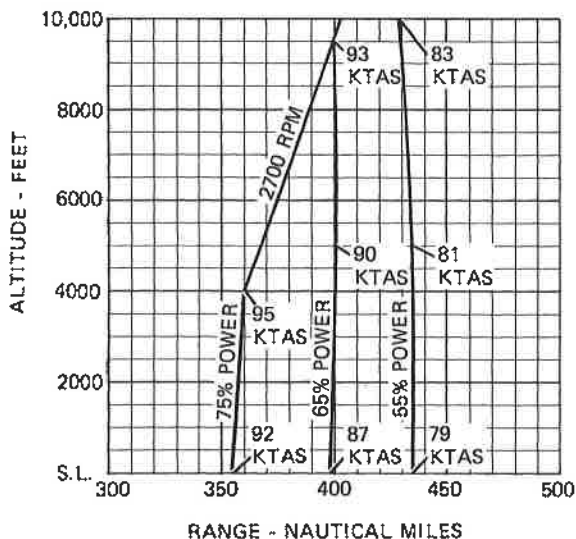 10,000
8000
6000
4000
2000
S.L.
ALTITUDE - FEET
2700 RPM
75% POWER
65% POWER
55% POWER
93
KTAS
83
KTAS
90
KTAS
81
KTAS
95
KTAS
92
KTAS
87
KTAS
79
KTAS
300
350
400
450
500
RANGE - NAUTICAL MILES